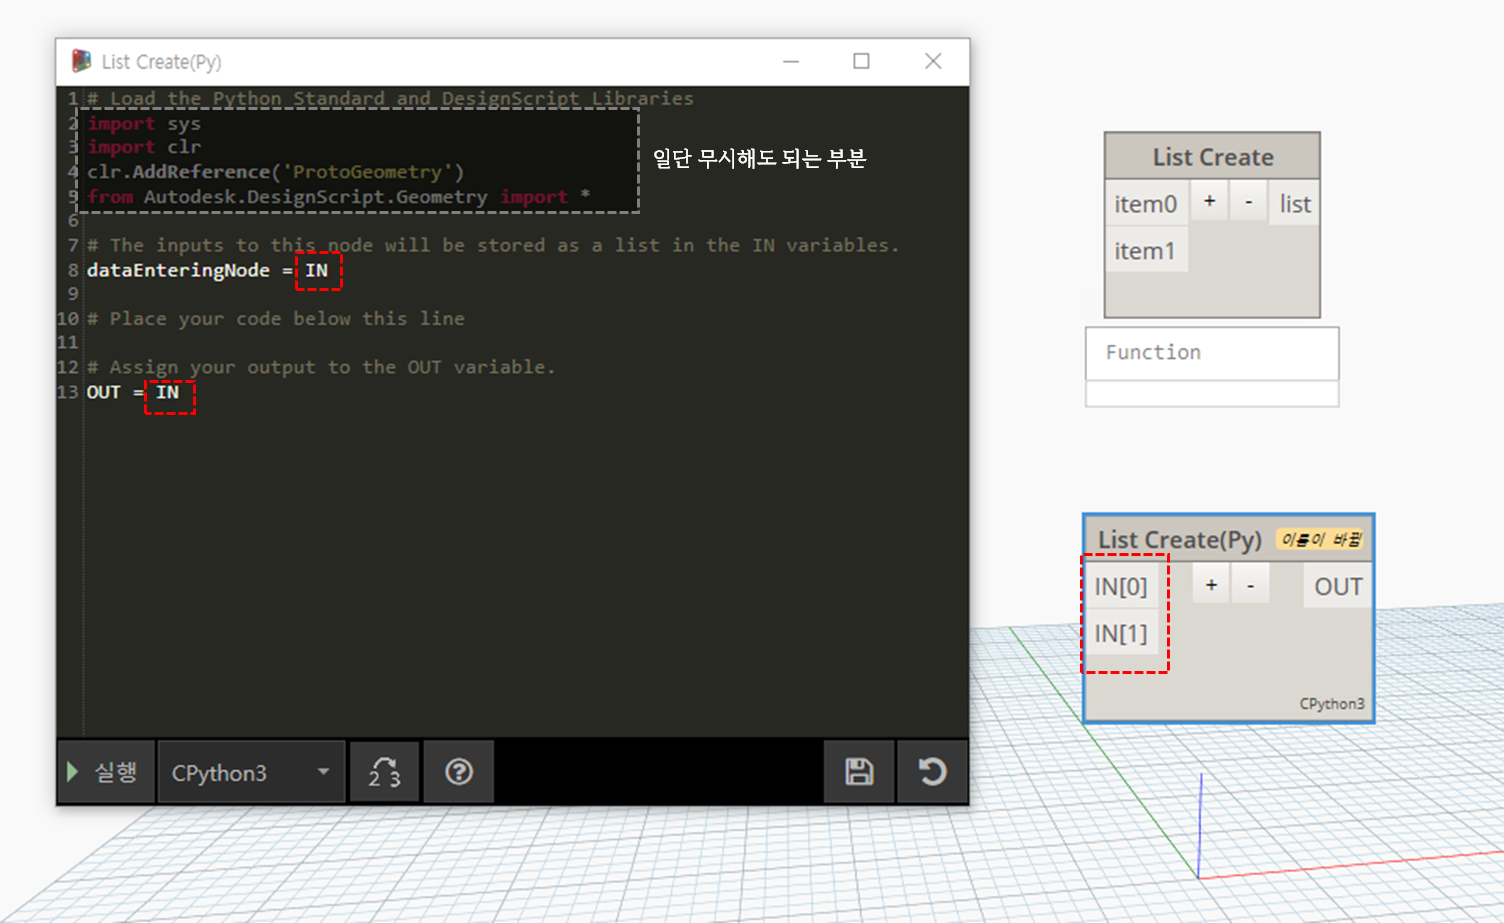 List Create(Py)
1 # Load the Python Standard and DesignScript Libraries
2 import sys
3 import clr
4 clr.AddReference('ProtoGeometry')
5 from Autodesk.DesignScript.Geometry import *
일단 무시해도 되는 부분
6
7 # The inputs to this node will be stored as a list in the IN variables.
8 dataEnteringNode = IN
9
10 # Place your code below this line
11
12 # Assign your output to the OUT variable.
13 OUT = IN
실행
CPython3
2 3
?
List Create
item0 + - list
item1
Function
List Create(Py) 이름이 바뀜
IN[0] + - OUT
IN[1]
CPython3